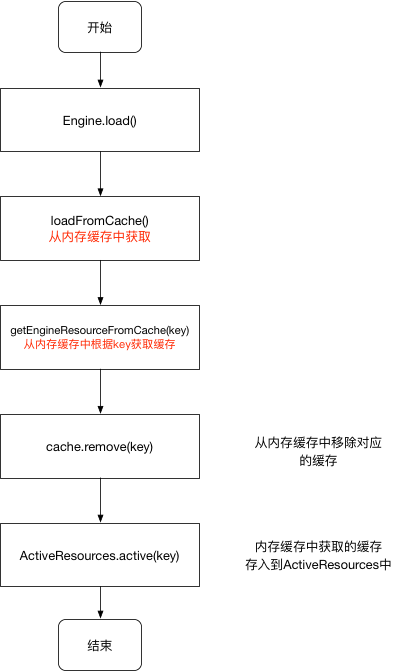 开始
Engine.load()
loadFromCache()
从内存缓存中获取
getEngineResourceFromCache(key)
从内存缓存中根据key获取缓存
cache.remove(key)
从内存缓存中移除对应
的缓存
ActiveResources.active(key)
内存缓存中获取的缓存
存入到ActiveResources中
结束